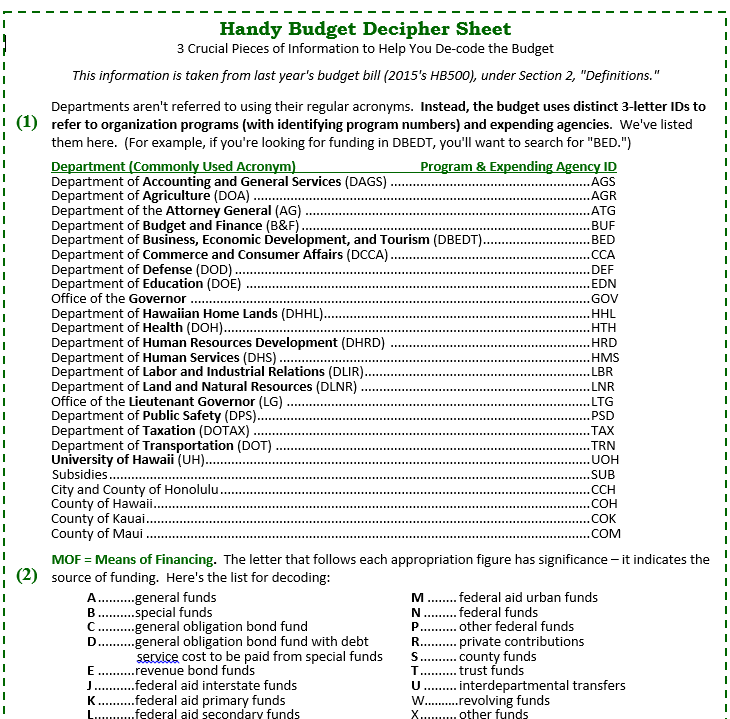 Handy Budget Decipher Sheet
3 Crucial Pieces of Information to Help You De-code the Budget
This information is taken from last year's budget bill (2015's HB500), under Section 2, "Definitions."
(1)
Departments aren't referred to using their regular acronyms. Instead, the budget uses distinct 3-letter IDs to
refer to organization programs (with identifying program numbers) and expending agencies. We've listed
them here. (For example, if you're looking for funding in DBEDT, you'll want to search for "BED.")
Department (Commonly Used Acronym) Program & Expending Agency ID
Department of Accounting and General Services (DAGS) ..................................................AGS
Department of Agriculture (DOA) ..................................................AGR
Department of the Attorney General (AG) ..................................................ATG
Department of Budget and Finance (B&F) ..................................................BUF
Department of Business, Economic Development, and Tourism (DBEDT)...........................BED
Department of Commerce and Consumer Affairs (DCCA) ..................................................CCA
Department of Defense (DOD) ..................................................DEF
Department of Education (DOE) ..................................................EDN
Office of the Governor ..................................................GOV
Department of Hawaiian Home Lands (DHHL)..................................................HHL
Department of Health (DOH)..................................................HTH
Department of Human Resources Development (DHRD) ..................................................HRD
Department of Human Services (DHS) ..................................................HMS
Department of Labor and Industrial Relations (DLIR)..................................................LBR
Department of Land and Natural Resources (DLNR) ..................................................LNR
Office of the Lieutenant Governor (LG) ..................................................LTG
Department of Public Safety (DPS)..................................................PSD
Department of Taxation (DOTAX) ..................................................TAX
Department of Transportation (DOT) ..................................................TRN
University of Hawaii (UH)..................................................UOH
Subsidies..................................................SUB
City and County of Honolulu..................................................CCH
County of Hawaii..................................................COH
County of Kauai..................................................COK
County of Maui ..................................................COM
(2)
MOF = Means of Financing. The letter that follows each appropriation figure has significance – it indicates the
source of funding. Here's the list for decoding:
A ..........general funds
B ..........special funds
C ..........general obligation bond fund
D..........general obligation bond fund with debt
service cost to be paid from special funds
E ..........revenue bond funds
J...........federal aid interstate funds
K ..........federal aid primary funds
L...........federal aid secondary funds
M ........ federal aid urban funds
N ......... federal funds
P.......... other federal funds
R.......... private contributions
S .......... county funds
T.......... trust funds
U ......... interdepartmental transfers
W..........revolving funds
X.......... other funds